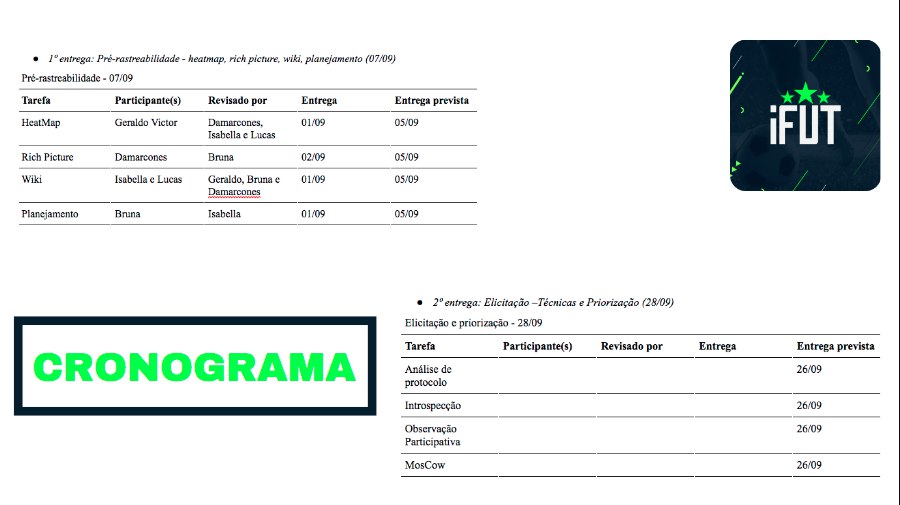 ● 1º entrega: Pré-rastreabilidade - heatmap, rich picture, wiki, planejamento (07/09)
Pré-rastreabilidade - 07/09
Tarefa Participante(s) Revisado por Entrega Entrega prevista
HeatMap Geraldo Victor Damarcones, 01/09 05/09
Isabella e Lucas
Rich Picture Damarcones Bruna 02/09 05/09
Wiki Isabella e Lucas Geraldo, Bruna e 01/09 05/09
Damarcones
Planejamento Bruna Isabella 01/09 05/09
iFUT
CRONOGRAMA
● 2º entrega: Elicitação –Técnicas e Priorização (28/09)
Elicitação e priorização - 28/09
Tarefa Participante(s) Revisado por Entrega Entrega prevista
Análise de 26/09
protocolo
Introspecção 26/09
Observação 26/09
Participativa
MosCow 26/09